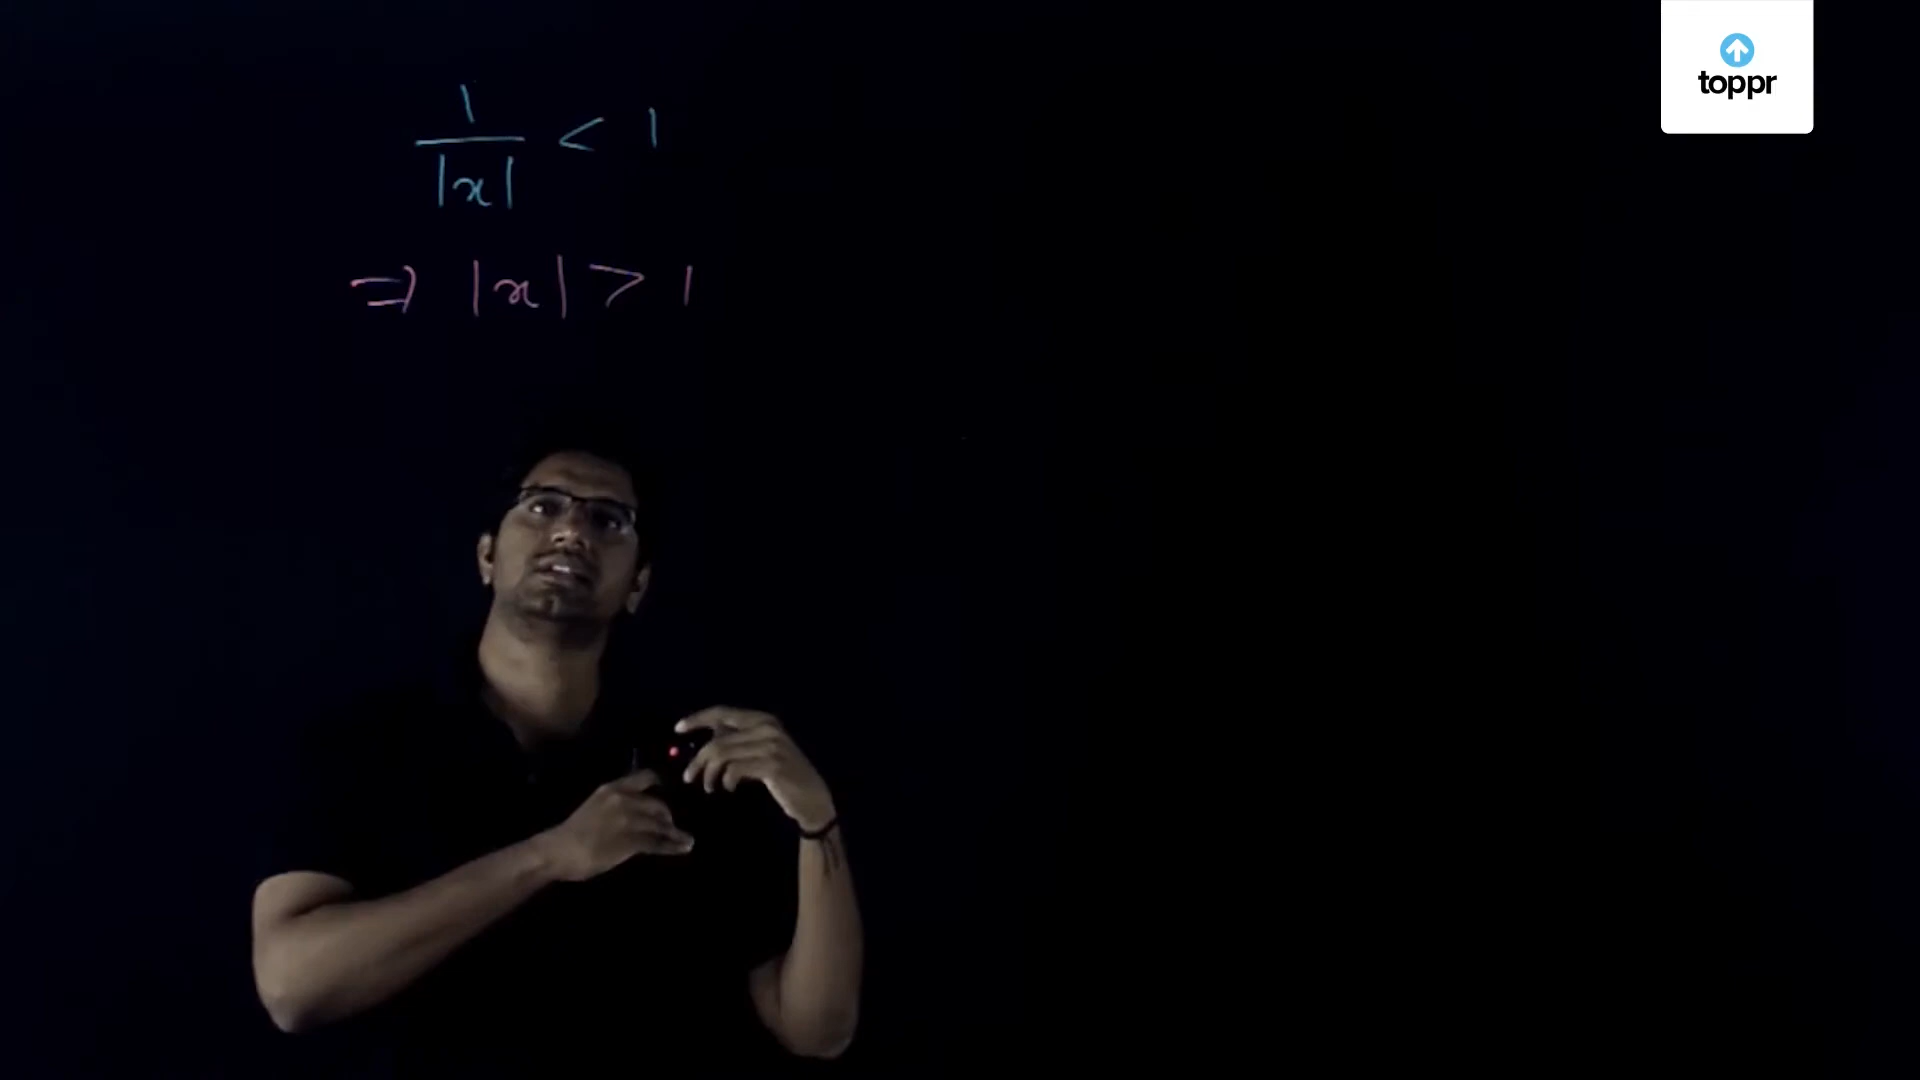 1/|x| < 1
⇒ |x| > 1
toppr